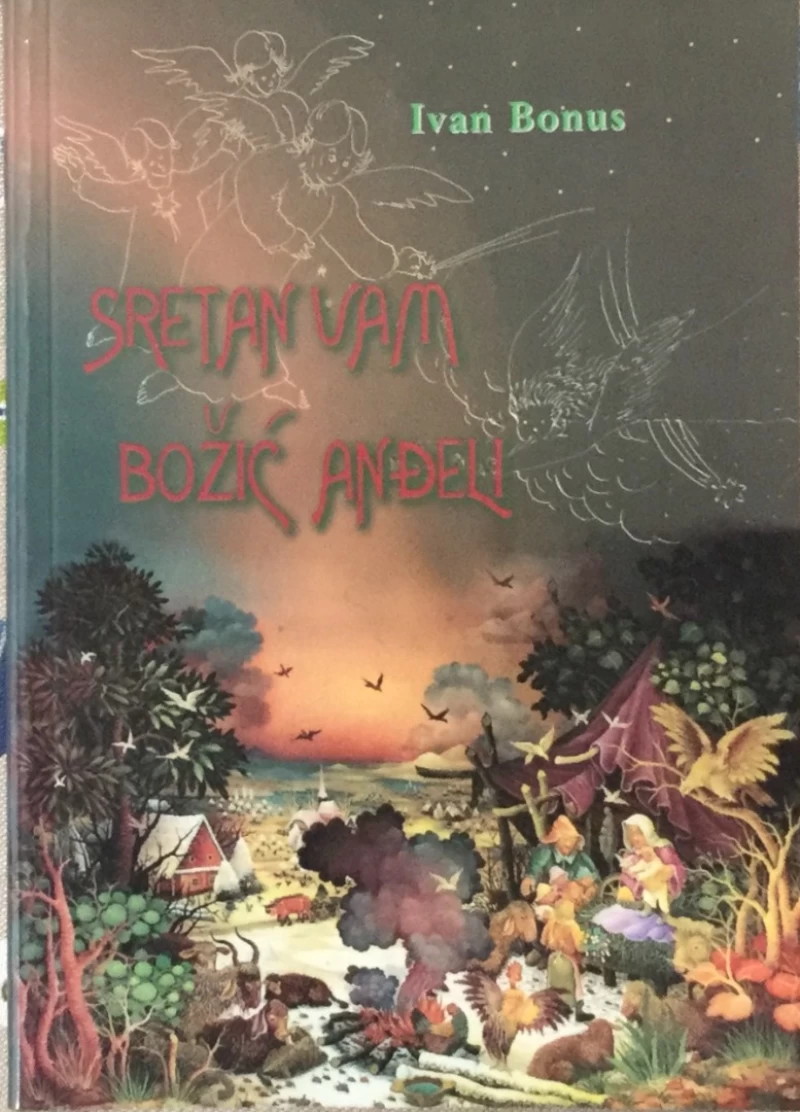 Ivan Bonus
SRETAN VAM
BOŽIĆ ANĐELI